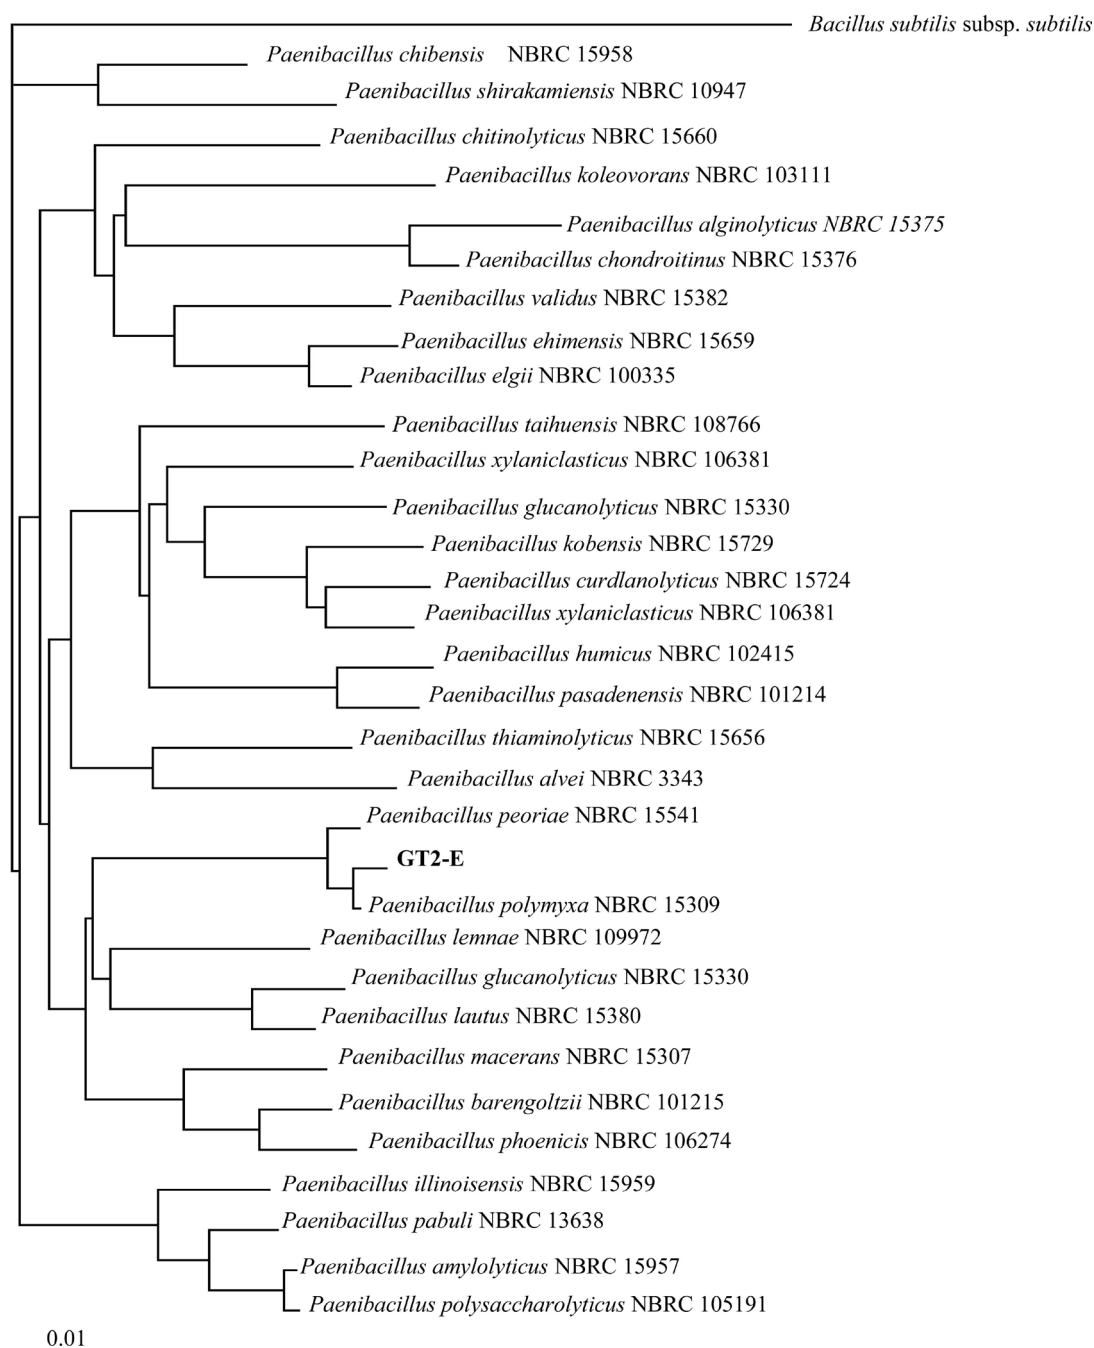 Bacillus subtilis subsp. subtilis
Paenibacillus chibensis NBRC 15958
Paenibacillus shirakamiensis NBRC 10947
Paenibacillus chitinolyticus NBRC 15660
Paenibacillus koleovorans NBRC 103111
Paenibacillus alginolyticus NBRC 15375
Paenibacillus chondroitinus NBRC 15376
Paenibacillus validus NBRC 15382
Paenibacillus ehimensis NBRC 15659
Paenibacillus elgii NBRC 100335
Paenibacillus taihuensis NBRC 108766
Paenibacillus xylaniclasticus NBRC 106381
Paenibacillus glucanolyticus NBRC 15330
Paenibacillus kobensis NBRC 15729
Paenibacillus curdlanolyticus NBRC 15724
Paenibacillus xylaniclasticus NBRC 106381
Paenibacillus humicus NBRC 102415
Paenibacillus pasadenensis NBRC 101214
Paenibacillus thiaminolyticus NBRC 15656
Paenibacillus alvei NBRC 3343
Paenibacillus peoriae NBRC 15541
GT2-E
Paenibacillus polymyxa NBRC 15309
Paenibacillus lemnae NBRC 109972
Paenibacillus glucanolyticus NBRC 15330
Paenibacillus lautus NBRC 15380
Paenibacillus macerans NBRC 15307
Paenibacillus barengoltzii NBRC 101215
Paenibacillus phoenicis NBRC 106274
Paenibacillus illinoisensis NBRC 15959
Paenibacillus pabuli NBRC 13638
Paenibacillus amylolyticus NBRC 15957
Paenibacillus polysaccharolyticus NBRC 105191
0.01